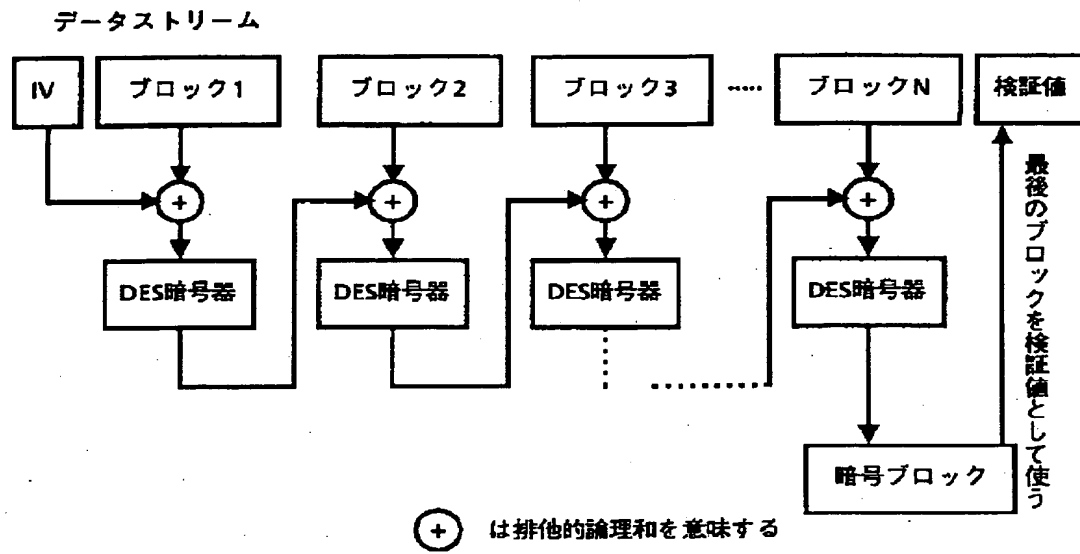 データストリーム
IV
ブロック1
ブロック2
ブロック3
.....
ブロックN
検証値
+
+
+
+
DES暗号器
DES暗号器
DES暗号器
DES暗号器
最後のブロックを検証値として使う
暗号ブロック
+ は排他的論理和を意味する